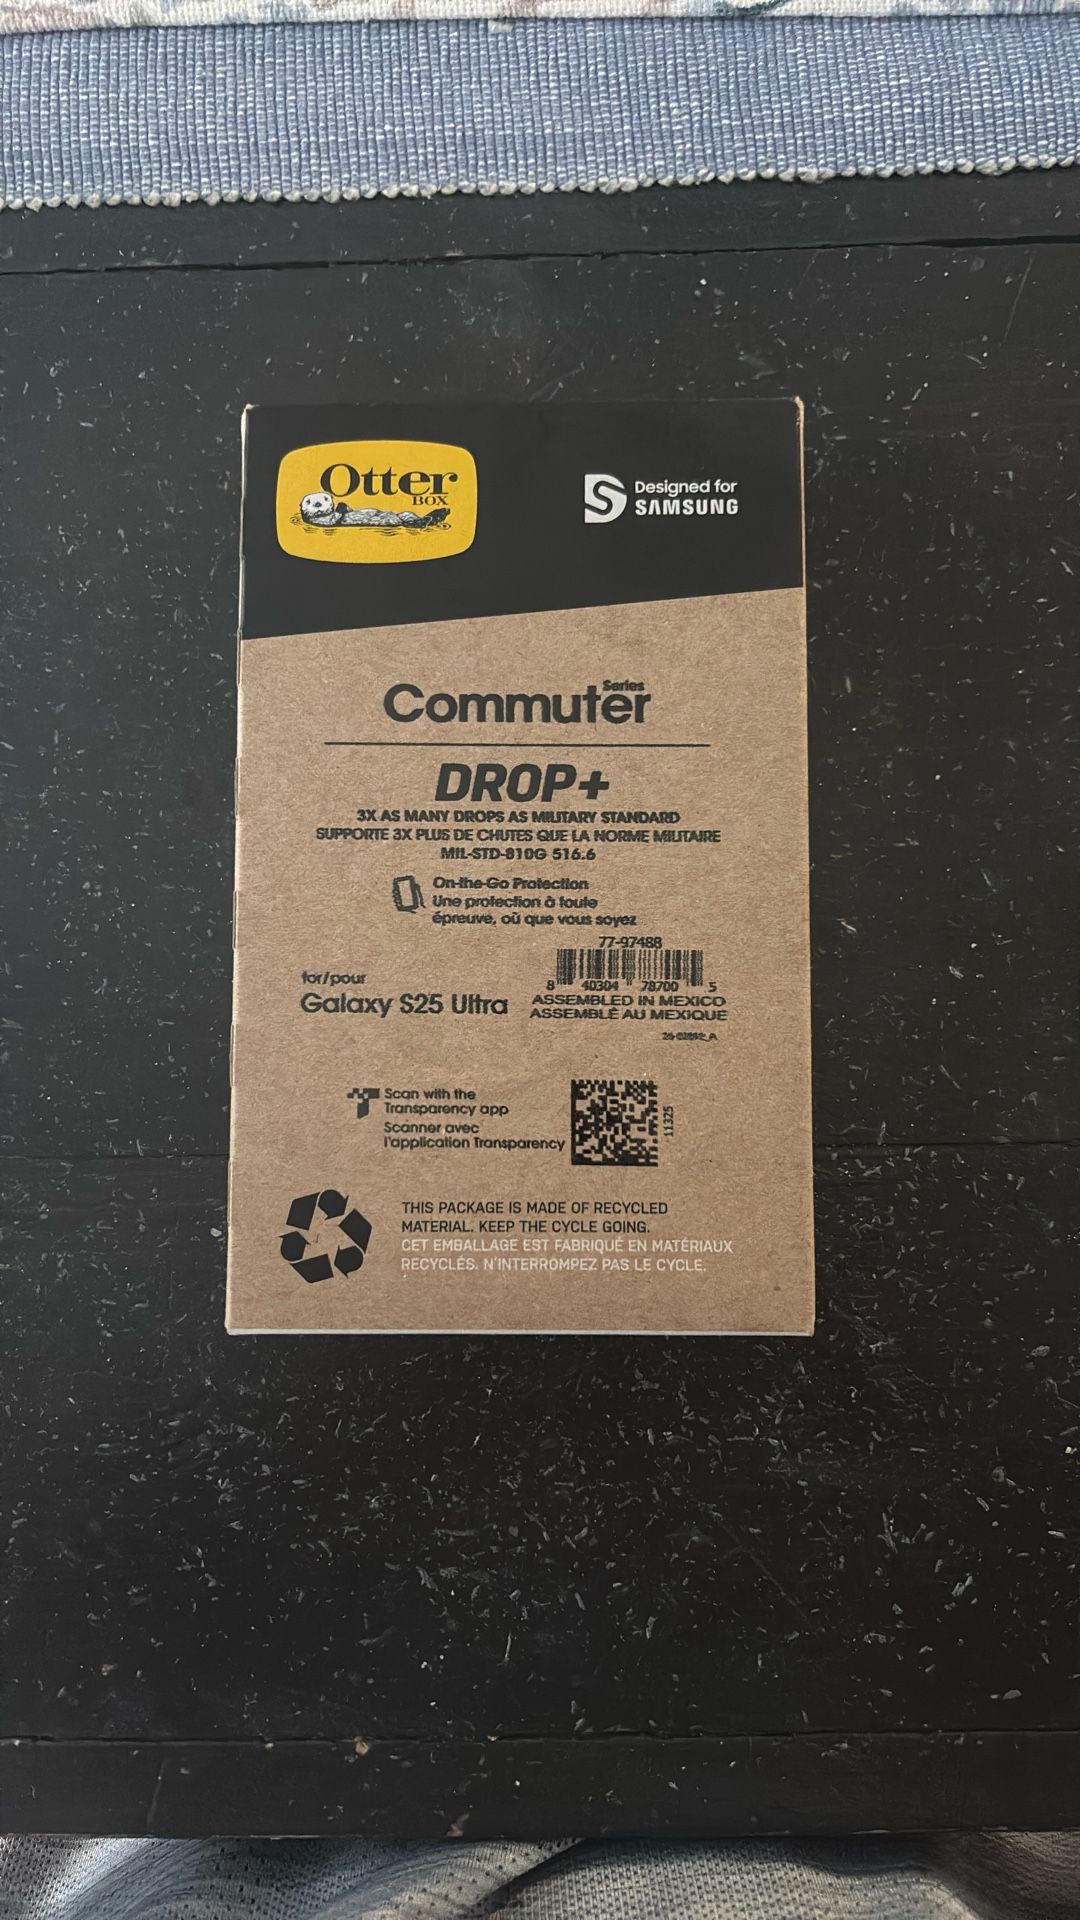 Otter
BOX
Designed for
SAMSUNG
Commuter Series
DROP+
3X AS MANY DROPS AS MILITARY STANDARD
SUPPORTE 3X PLUS DE CHUTES QUE LA NORME MILITAIRE
MIL-STD-810G 516.6
On-the-Go Protection
Une protection à toute
épreuve, où que vous soyez
77-97488
8 40304 78700 5
for/pour
Galaxy S25 Ultra
ASSEMBLED IN MEXICO
ASSEMBLÉ AU MEXIQUE
Scan with the
Transparency app
Scanner avec
l'application Transparency
11325
THIS PACKAGE IS MADE OF RECYCLED
MATERIAL. KEEP THE CYCLE GOING.
CET EMBALLAGE EST FABRIQUÉ EN MATÉRIAUX
RECYCLÉS. N'INTERROMPEZ PAS LE CYCLE.